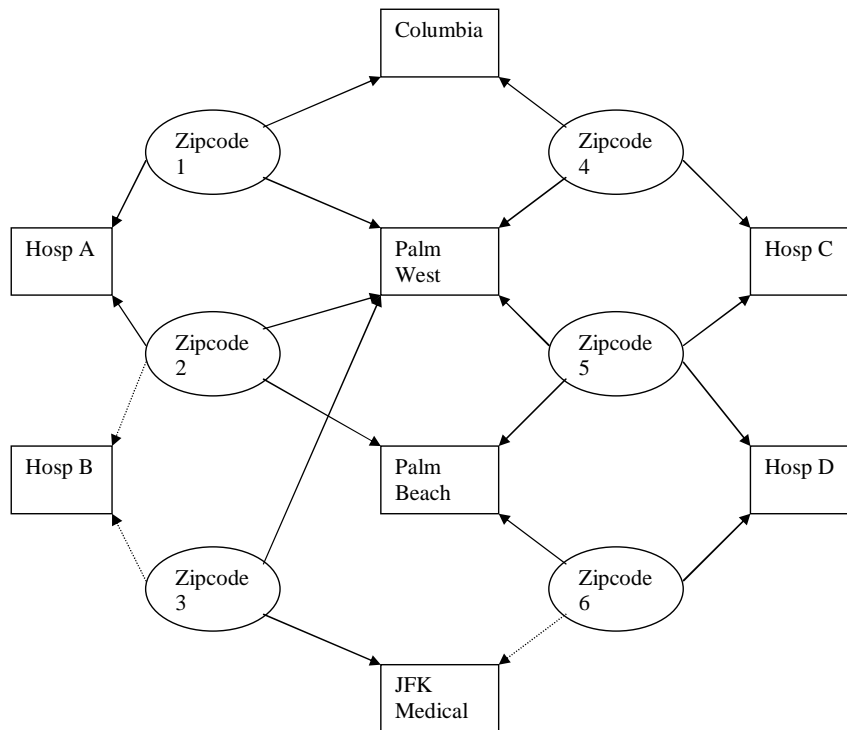 Columbia
Zipcode
1
Zipcode
4
Hosp A
Palm
West
Hosp C
Zipcode
2
Zipcode
5
Hosp B
Palm
Beach
Hosp D
Zipcode
3
Zipcode
6
JFK
Medical